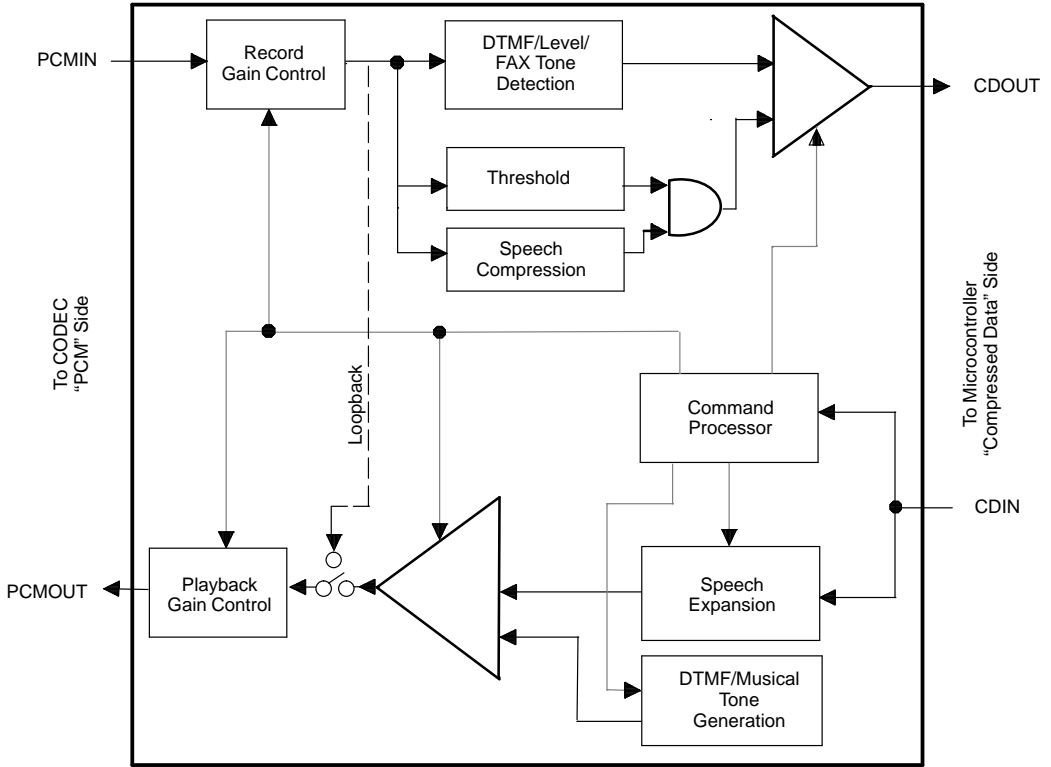 PCMIN
Record
Gain Control
DTMF/Level/
FAX Tone
Detection
CDOUT
Threshold
Speech
Compression
To CODEC
“PCM” Side
Loopback
To Microcontroller
“Compressed Data” Side
Command
Processor
CDIN
PCMOUT
Playback
Gain Control
Speech
Expansion
DTMF/Musical
Tone
Generation